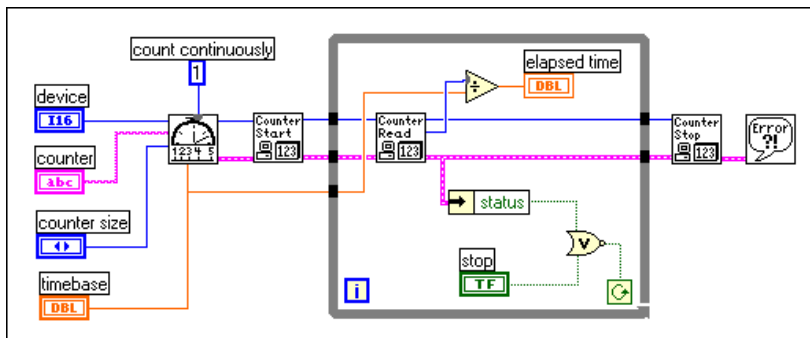 count continuously
1
elapsed time
DBL
device
I16
Counter
Start
123
Counter
Read
123
Counter
Stop
123
Error
?!
1 2 3 4 5
counter
abc
status
counter size
V
stop
TF
timebase
DBL
i